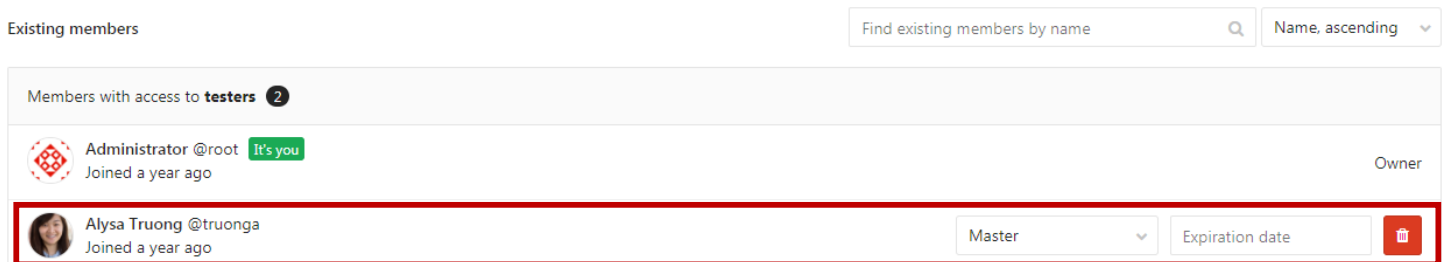 Existing members
Find existing members by name
Name, ascending
Members with access to testers 2
Administrator @root It's you
Joined a year ago
Owner
Alysa Truong @truonga
Joined a year ago
Master
Expiration date